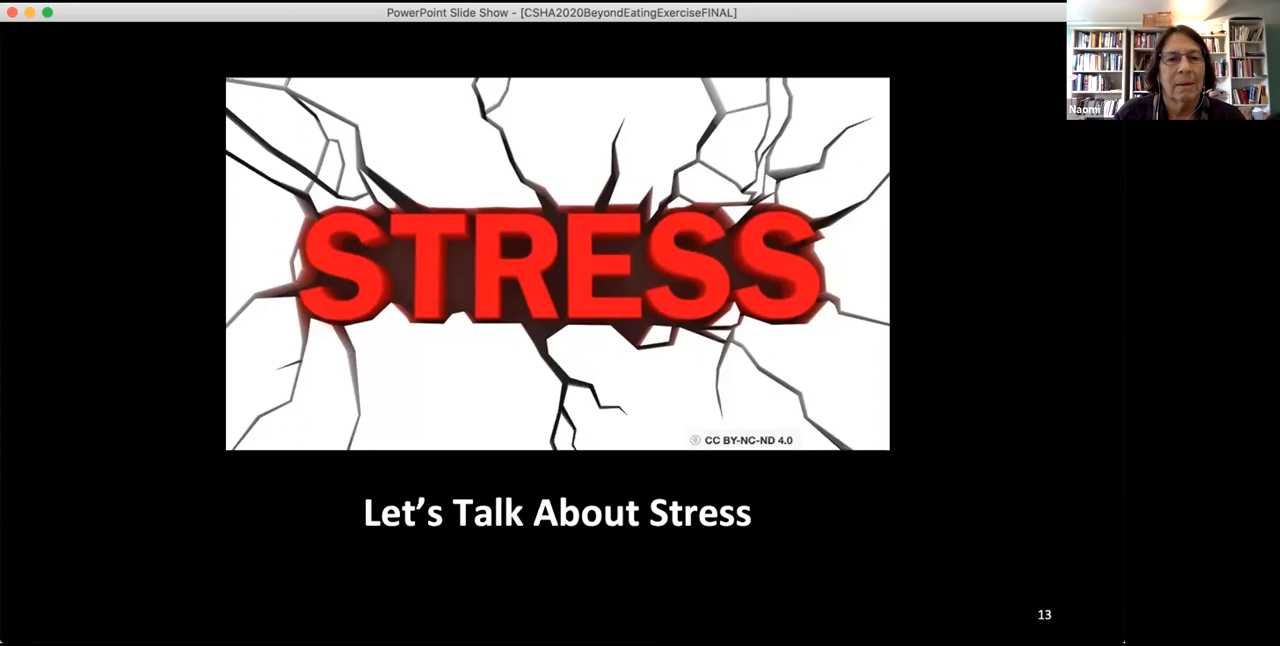 PowerPoint Slide Show - [CSHA2020BeyondEatingExerciseFINAL]
Naomi
STRESS
CC BY-NC-ND 4.0
Let's Talk About Stress
13